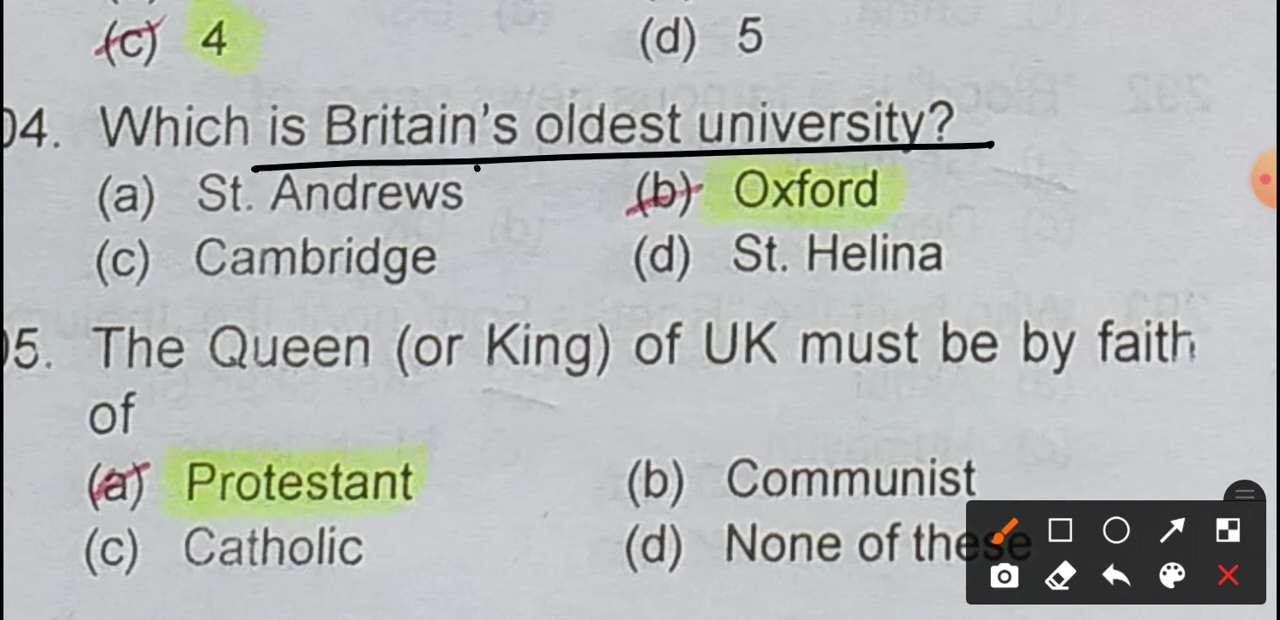 (c) 4 (d) 5
04. Which is Britain's oldest university?
(a) St. Andrews (b) Oxford
(c) Cambridge (d) St. Helina
05. The Queen (or King) of UK must be by faith
of
(a) Protestant (b) Communist
(c) Catholic (d) None of these